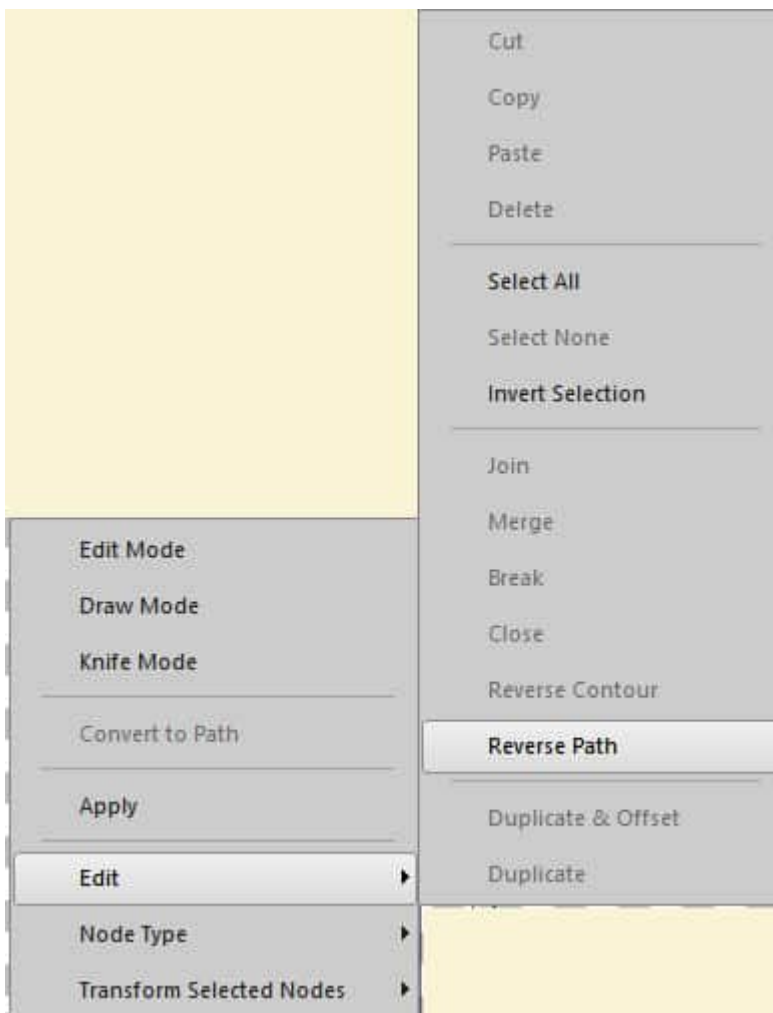 Cut
Copy
Paste
Delete
Select All
Select None
Invert Selection
Join
Merge
Break
Close
Reverse Contour
Reverse Path
Duplicate & Offset
Duplicate
Edit Mode
Draw Mode
Knife Mode
Convert to Path
Apply
Edit
Node Type
Transform Selected Nodes